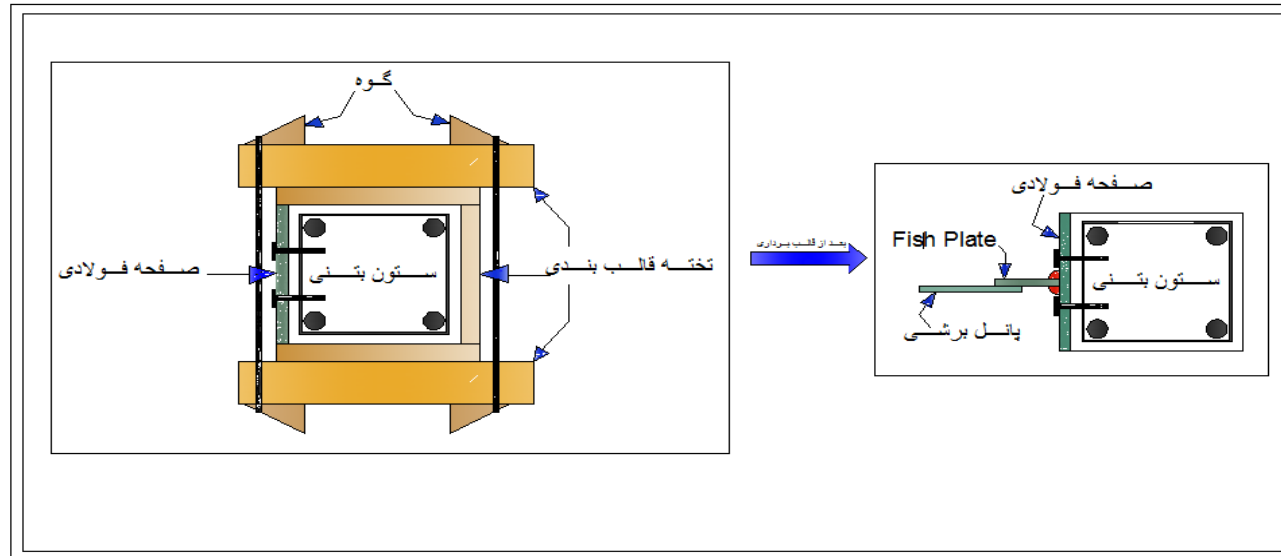 گوه
صفحه فولادی
ستون بتنی
تخته قالب بندی
بعد از قالب برداری
صفحه فولادی
Fish Plate
ستون بتنی
پانل برشی